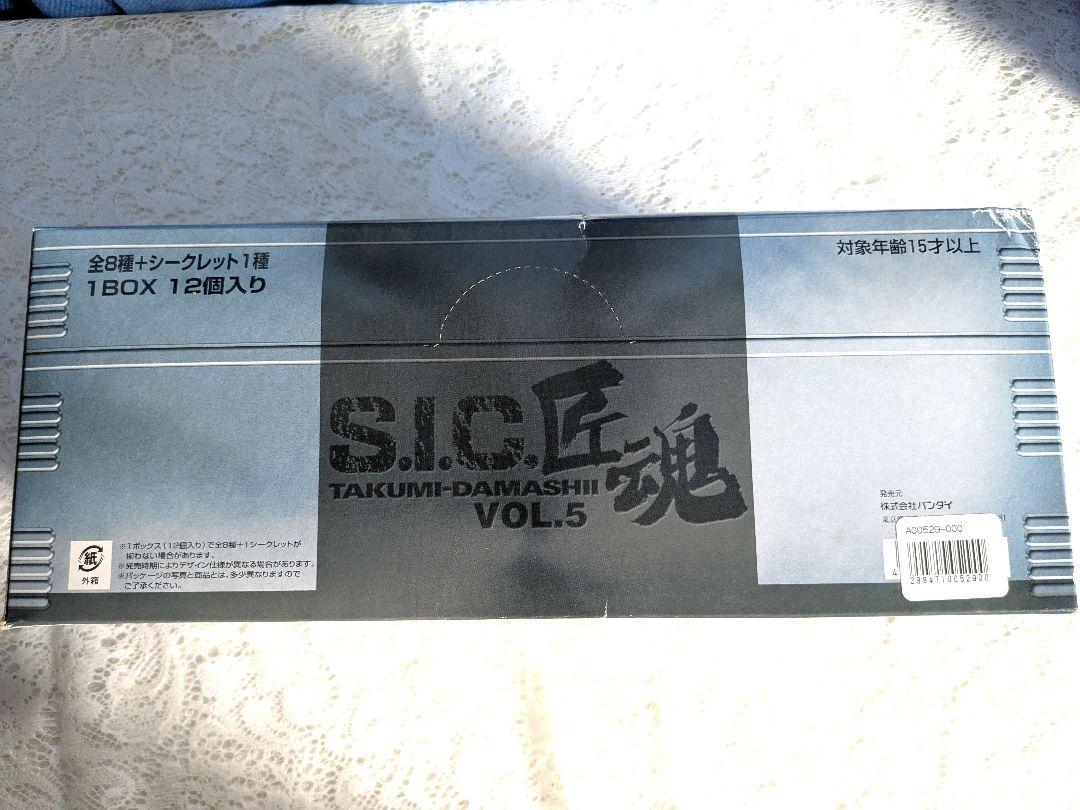 全8種+シークレット1種
1BOX 12個入り
対象年齢15才以上
S.I.C.匠魂
TAKUMI-DAMASHII
VOL.5
紙
外箱
※1ボックス(12個入り)で全8種+1シークレットが
揃わない場合があります。
※発売時期によりデザイン仕様が異なる場合があります。
※パッケージの写真と商品とは、多少異なりますので
ご了承ください。
発売元
株式会社バンダイ
A00529-000
2984710052900